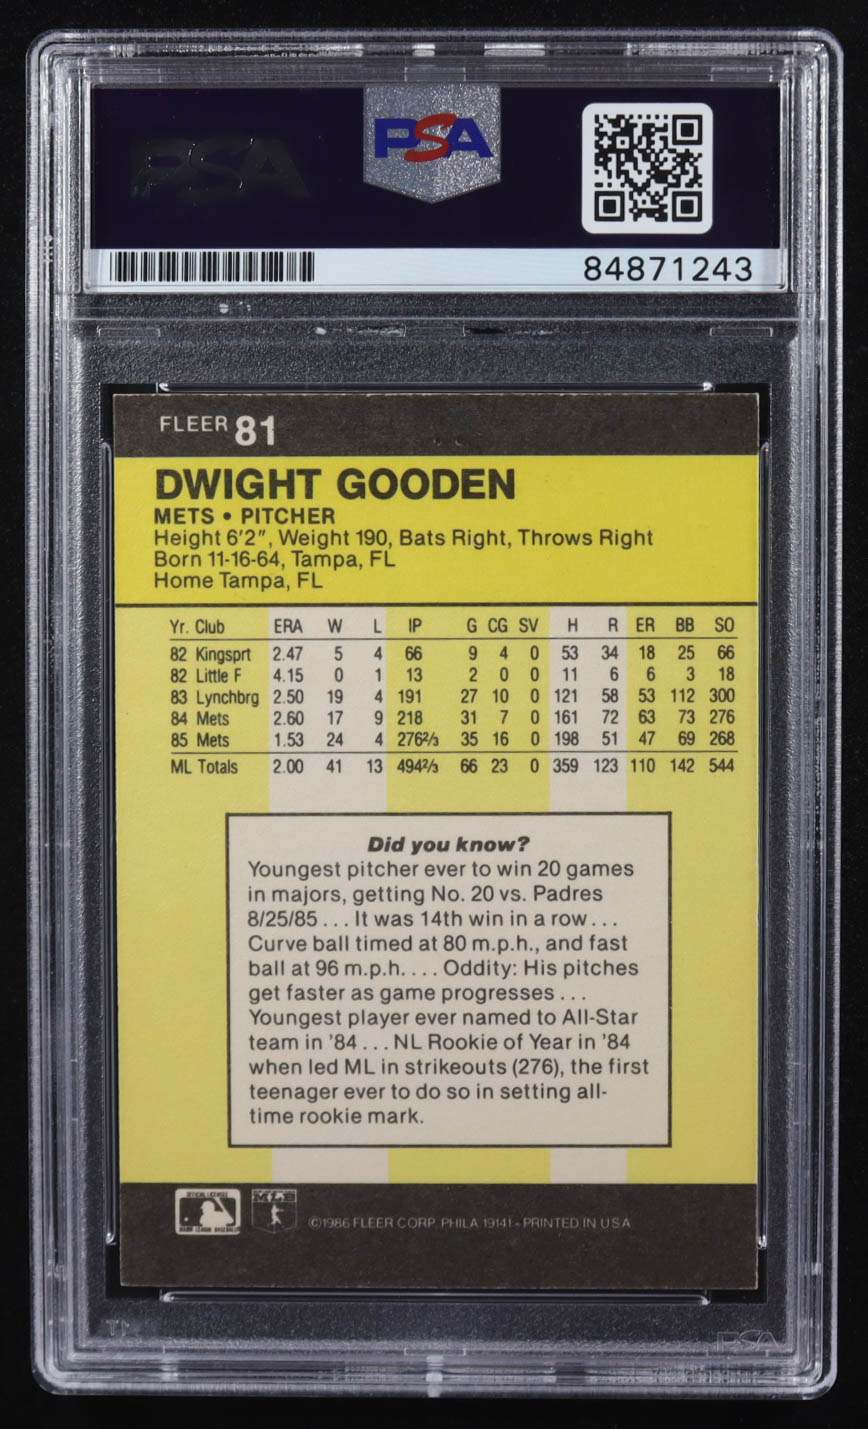 PSA
PSA
84871243
FLEER 81
DWIGHT GOODEN
METS • PITCHER
Height 6'2", Weight 190, Bats Right, Throws Right
Born 11-16-64, Tampa, FL
Home Tampa, FL
Yr. Club ERA W L IP G CG SV H R ER BB SO
82 Kingsprt 2.47 5 4 66 9 4 0 53 34 18 25 66
82 Little F 4.15 0 1 13 2 0 0 11 6 6 3 18
83 Lynchbrg 2.50 19 4 191 27 10 0 121 58 53 112 300
84 Mets 2.60 17 9 218 31 7 0 161 72 63 73 276
85 Mets 1.53 24 4 276⅔ 35 16 0 198 51 47 69 268
ML Totals 2.00 41 13 494⅔ 66 23 0 359 123 110 142 544
Did you know?
Youngest pitcher ever to win 20 games
in majors, getting No. 20 vs. Padres
8/25/85 . . . It was 14th win in a row . . .
Curve ball timed at 80 m.p.h., and fast
ball at 96 m.p.h. . . . Oddity: His pitches
get faster as game progresses . . .
Youngest player ever named to All-Star
team in '84 . . . NL Rookie of Year in '84
when led ML in strikeouts (276), the first
teenager ever to do so in setting all-
time rookie mark.
OFFICIAL LICENSEE
MAJOR LEAGUE BASEBALL
©1986 FLEER CORP. PHILA 19141 - PRINTED IN U.S.A.
PSA